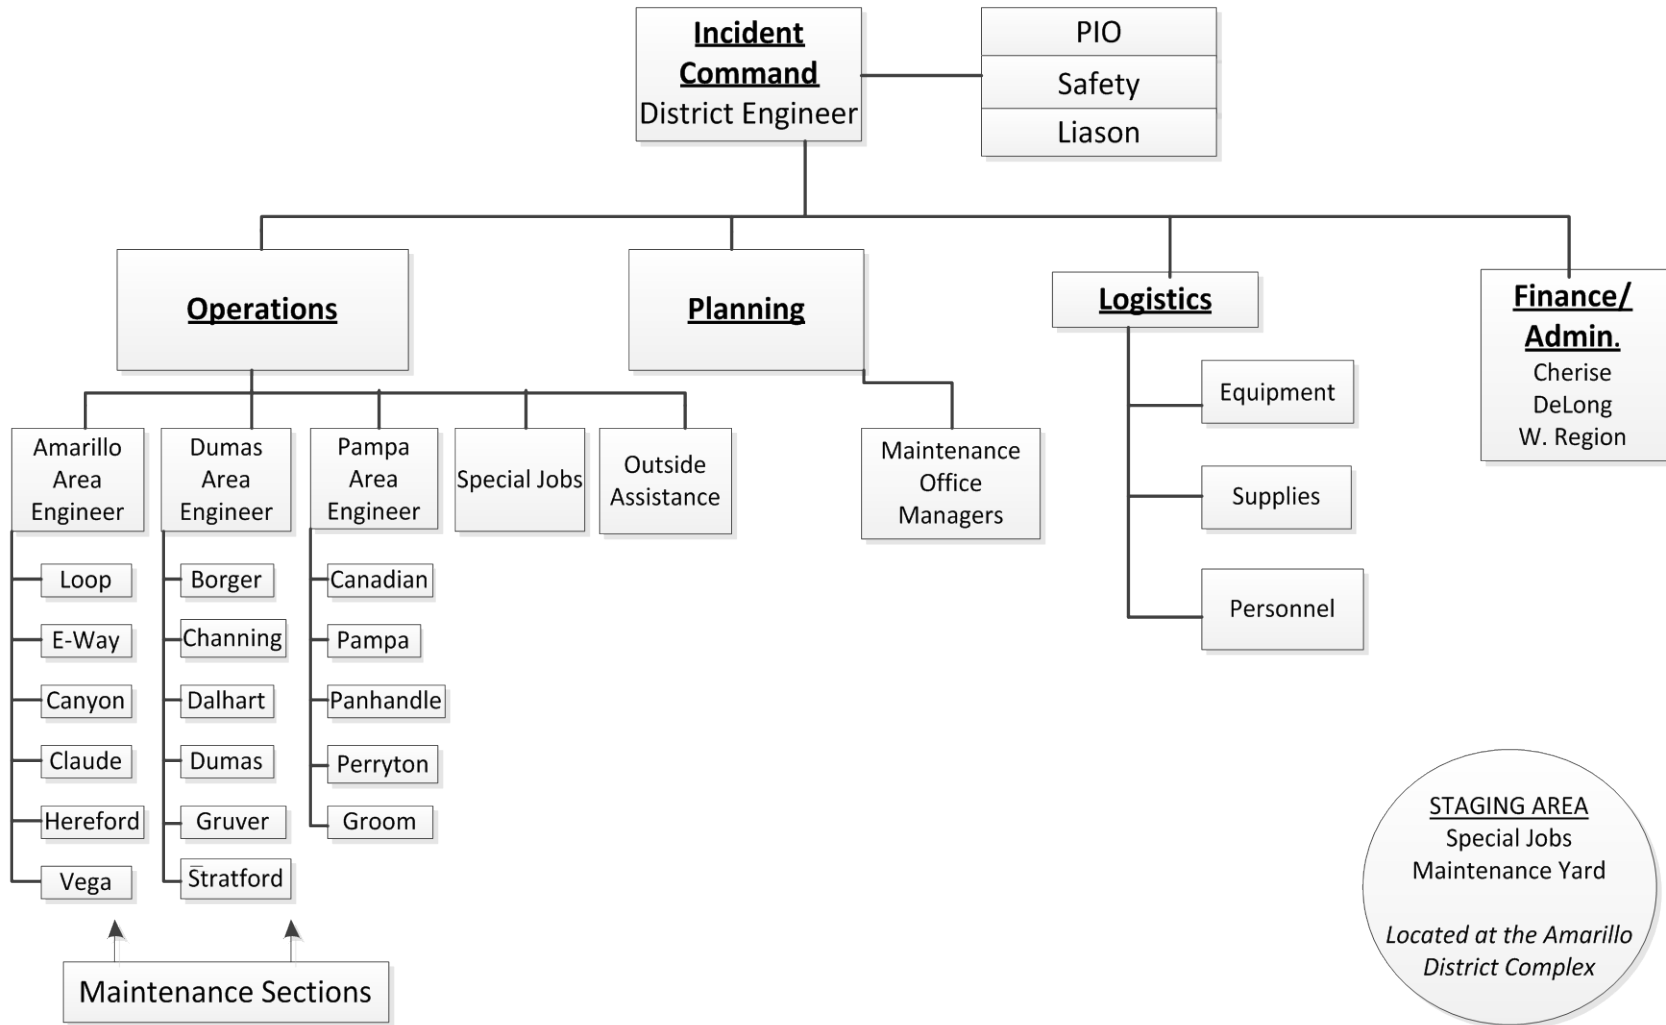 Incident
Command
District Engineer
PIO
Safety
Liason
Operations
Planning
Logistics
Finance/
Admin.
Cherise
DeLong
W. Region
Equipment
Supplies
Personnel
Amarillo
Area
Engineer
Dumas
Area
Engineer
Pampa
Area
Engineer
Special Jobs
Outside
Assistance
Maintenance
Office
Managers
Loop
E-Way
Canyon
Claude
Hereford
Vega
Borger
Channing
Dalhart
Dumas
Gruver
Stratford
Canadian
Pampa
Panhandle
Perryton
Groom
Maintenance Sections
STAGING AREA
Special Jobs
Maintenance Yard
Located at the Amarillo
District Complex